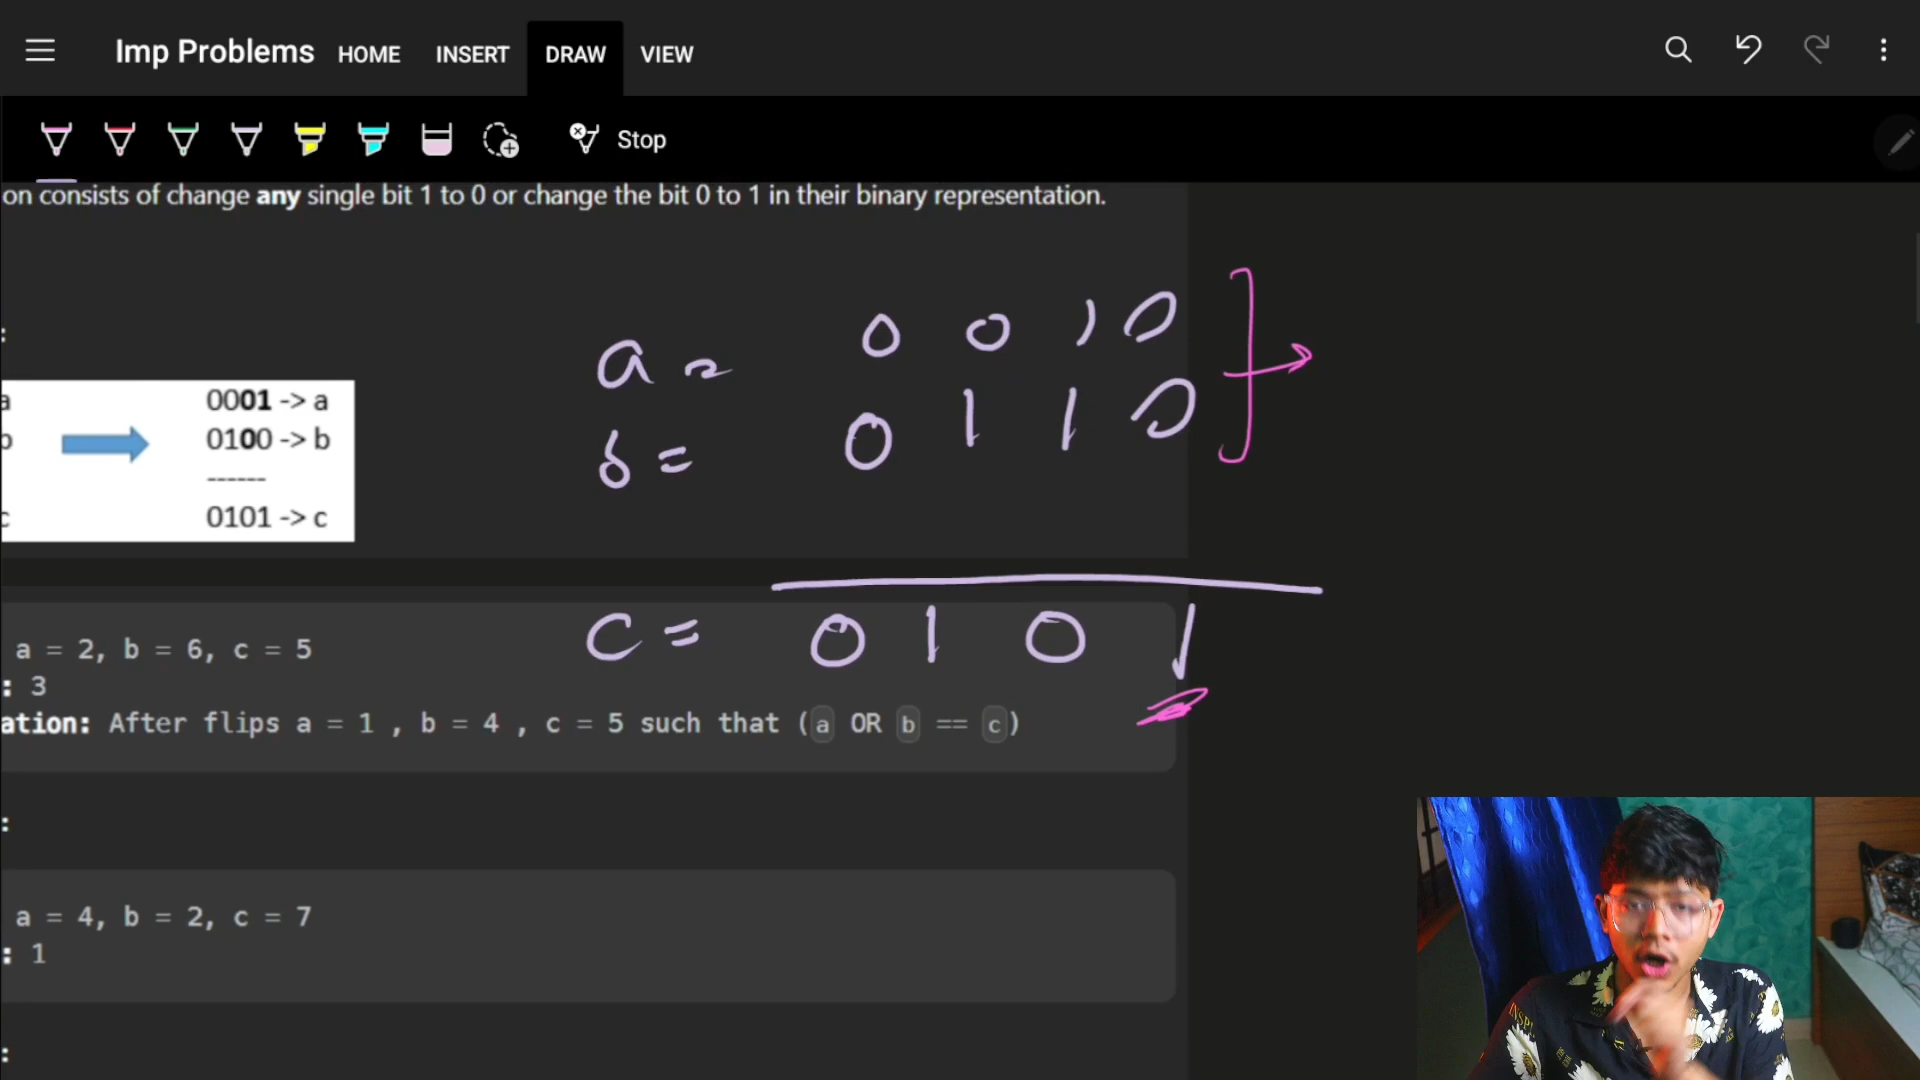 Imp Problems HOME INSERT DRAW VIEW
Stop
on consists of change any single bit 1 to 0 or change the bit 0 to 1 in their binary representation.
:
a = 0 0 1 0
b = 0 1 1 0
a 0001 -> a
b 0100 -> b
------
c 0101 -> c
c = 0 1 0 1
a = 2, b = 6, c = 5
: 3
ation: After flips a = 1 , b = 4 , c = 5 such that (a OR b == c)
:
a = 4, b = 2, c = 7
: 1
: